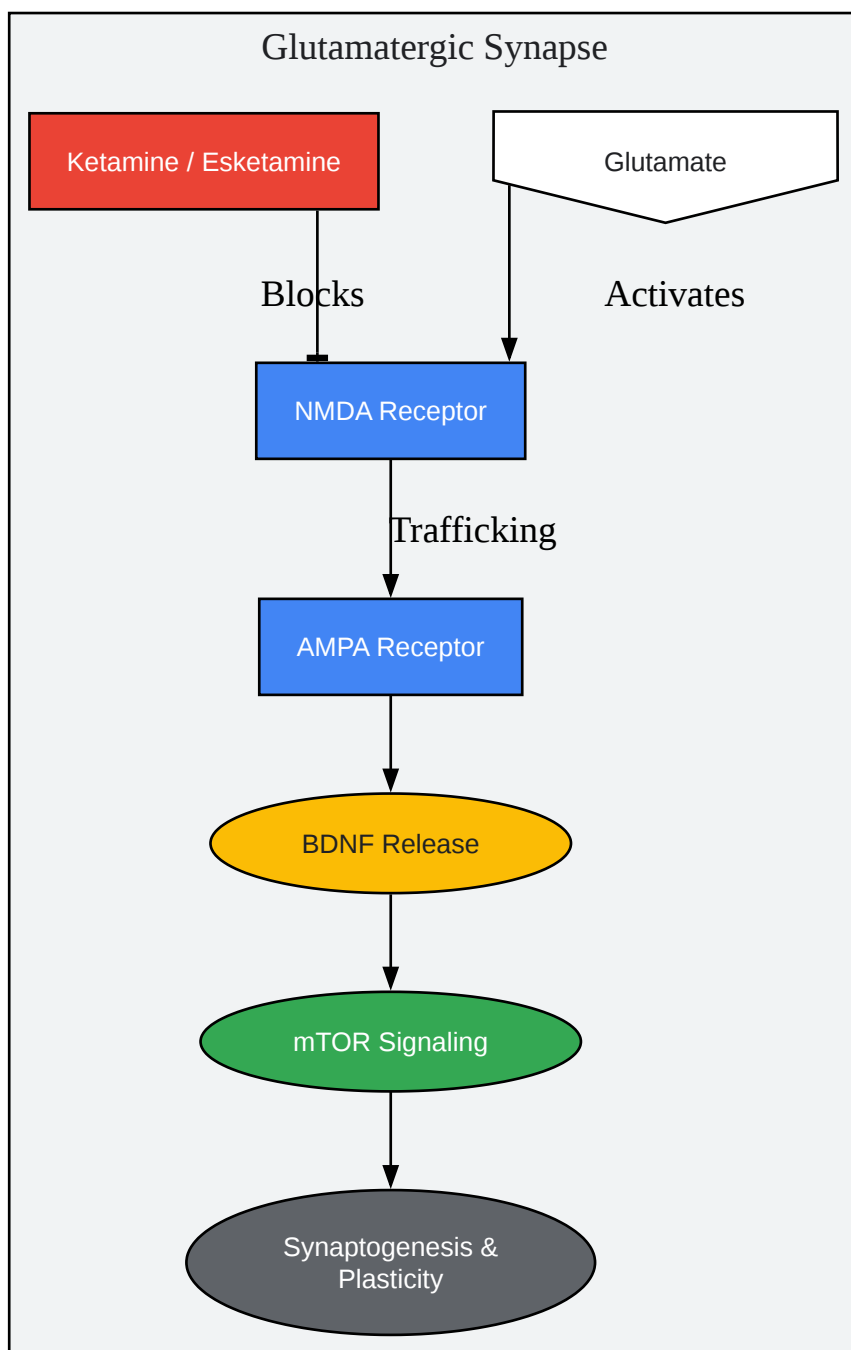 Glutamatergic Synapse
Ketamine / Esketamine
Glutamate
Blocks
Activates
NMDA Receptor
Trafficking
AMPA Receptor
BDNF Release
mTOR Signaling
Synaptogenesis &
Plasticity